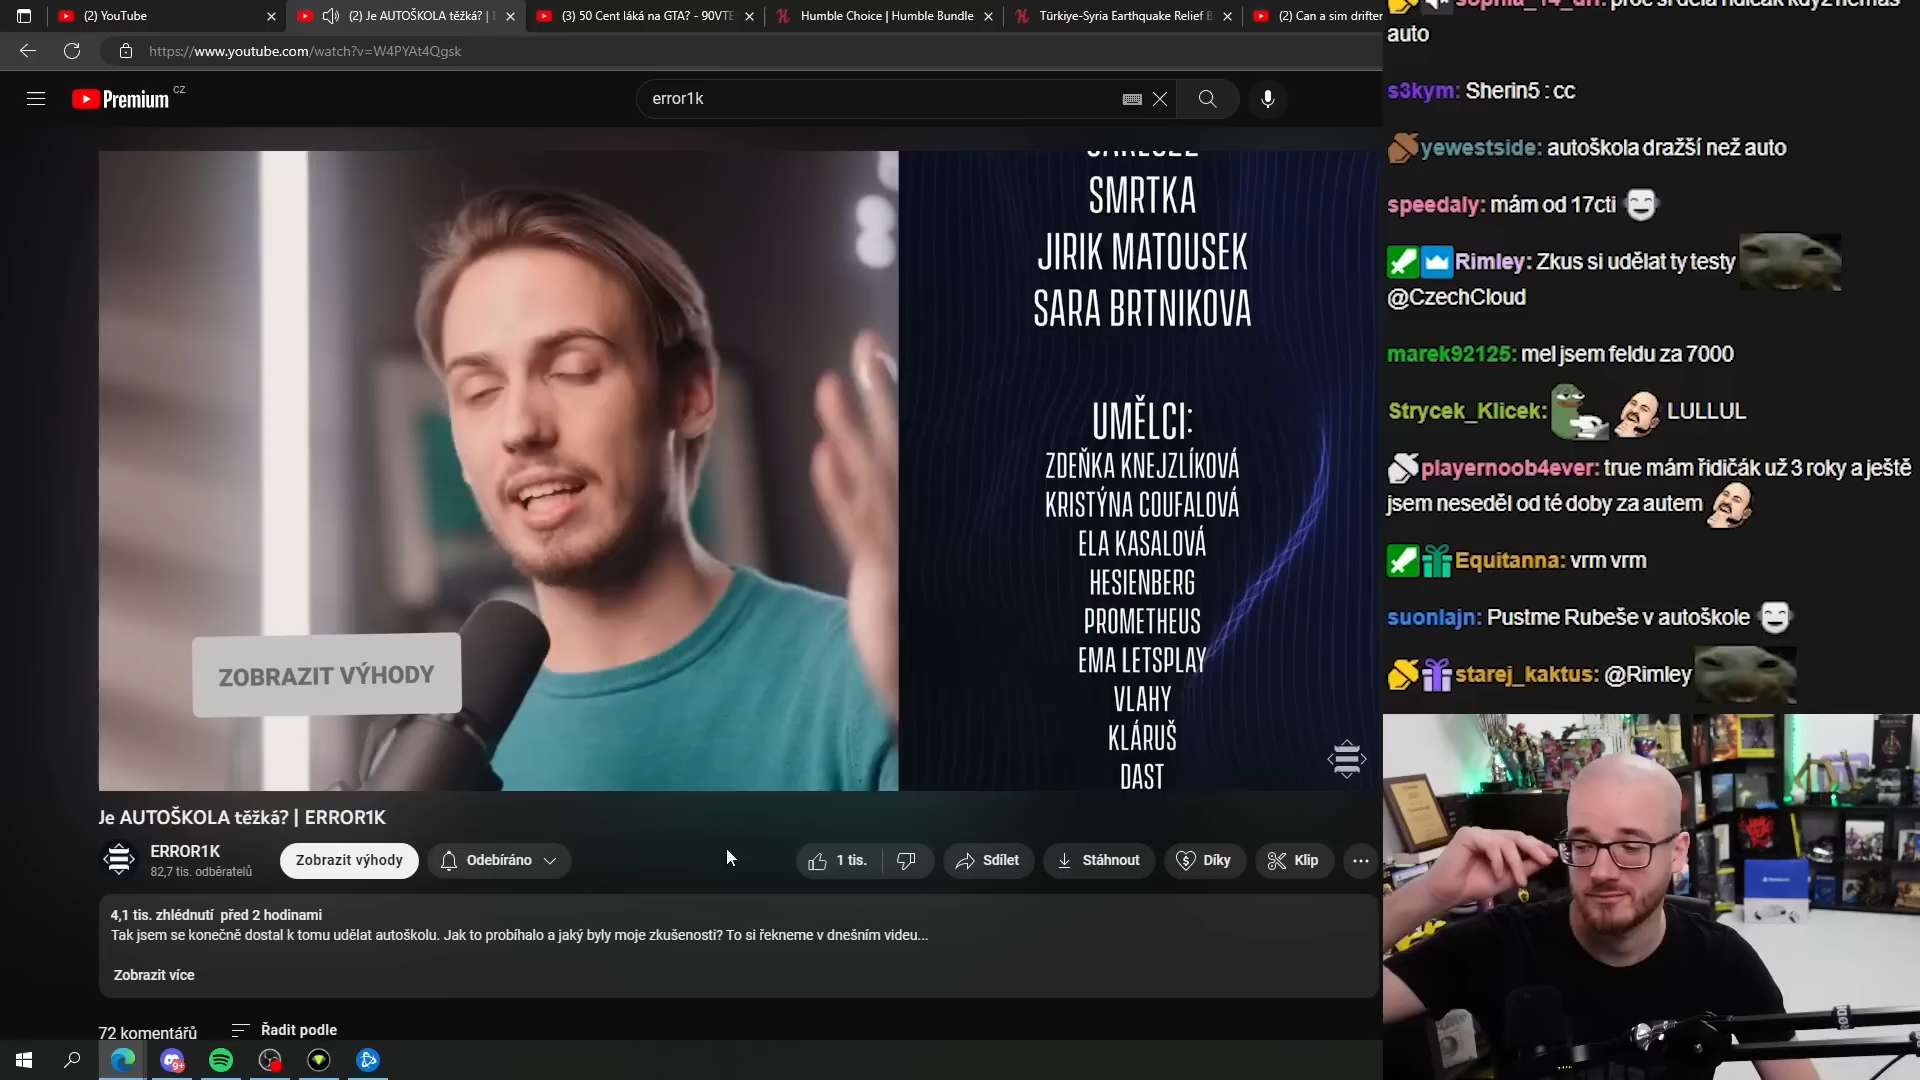 (2) YouTube
(2) Je AUTOŠKOLA těžká? |
(3) 50 Cent láká na GTA? - 90VTE
Humble Choice | Humble Bundle
Türkiye-Syria Earthquake Relief B
(2) Can a sim drifter
https://www.youtube.com/watch?v=W4PYAt4Qgsk
Premium CZ
error1k
SMRTKA
JIRIK MATOUSEK
SARA BRTNIKOVA
UMĚLCI:
ZDEŇKA KNEJZLÍKOVÁ
KRISTÝNA COUFALOVÁ
ELA KASALOVÁ
HESIENBERG
PROMETHEUS
EMA LETSPLAY
VLAHY
KLÁRUŠ
DAST
ZOBRAZIT VÝHODY
Je AUTOŠKOLA těžká? | ERROR1K
ERROR1K
82,7 tis. odběratelů
Zobrazit výhody
Odebíráno
1 tis.
Sdílet
Stáhnout
Díky
Klip
4,1 tis. zhlédnutí před 2 hodinami
Tak jsem se konečně dostal k tomu udělat autoškolu. Jak to probíhalo a jaký byly moje zkušenosti? To si řekneme v dnešním videu...
Zobrazit více
72 komentářů
Řadit podle
9+
auto
s3kym: Sherin5 : cc
yewestside: autoškola dražší než auto
speedaly: mám od 17cti
Rimley: Zkus si udělat ty testy
@CzechCloud
marek92125: mel jsem feldu za 7000
Strycek_Klicek: LULLUL
playernoob4ever: true mám řidičák už 3 roky a ještě
jsem neseděl od té doby za autem
Equitanna: vrm vrm
suonlajn: Pustme Rubeše v autoškole
starej_kaktus: @Rimley